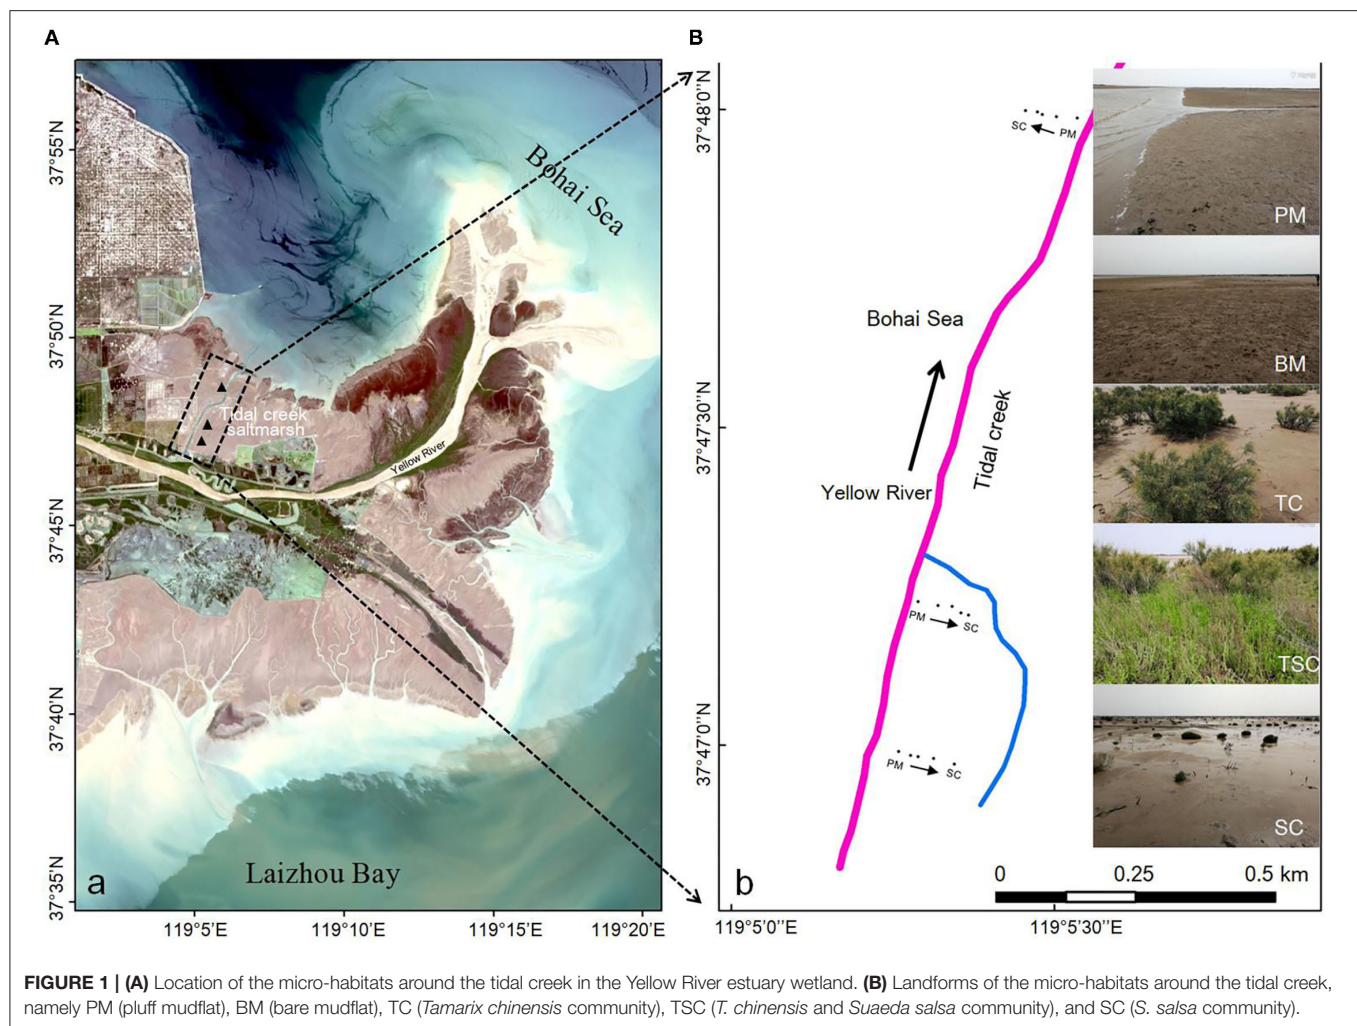 A
B
37°55'N
37°50'N
37°45'N
37°40'N
37°35'N
Bohai Sea
Tidal creek
saltmarsh
Yellow River
Laizhou Bay
a
119°5'E
119°10'E
119°15'E
119°20'E
37°48'0''N
37°47'30''N
37°47'0''N
SC
PM
Bohai Sea
Yellow River
Tidal creek
PM
SC
PM
SC
PM
BM
TC
TSC
SC
b
0
0.25
0.5 km
119°5'0''E
119°5'30''E
FIGURE 1 | (A) Location of the micro-habitats around the tidal creek in the Yellow River estuary wetland. (B) Landforms of the micro-habitats around the tidal creek,
namely PM (pluff mudflat), BM (bare mudflat), TC (Tamarix chinensis community), TSC (T. chinensis and Suaeda salsa community), and SC (S. salsa community).